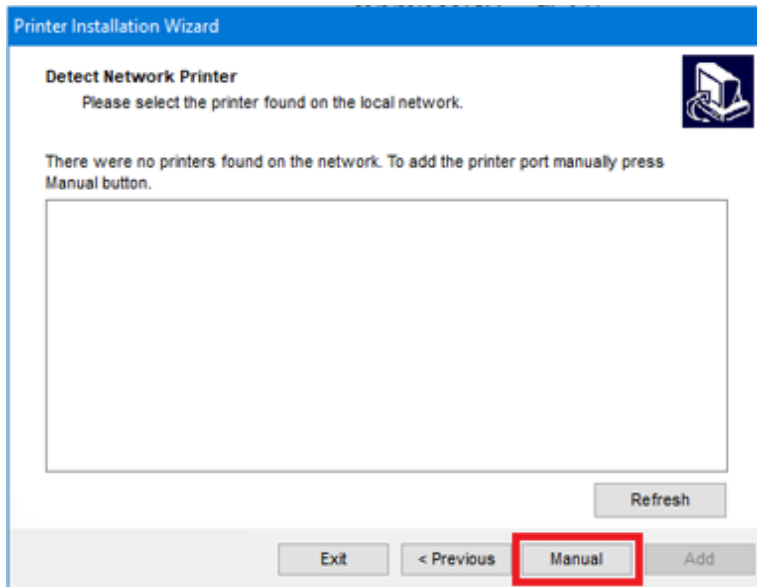 Printer Installation Wizard
Detect Network Printer
Please select the printer found on the local network.
There were no printers found on the network. To add the printer port manually press
Manual button.
Refresh
Exit
< Previous
Manual
Add